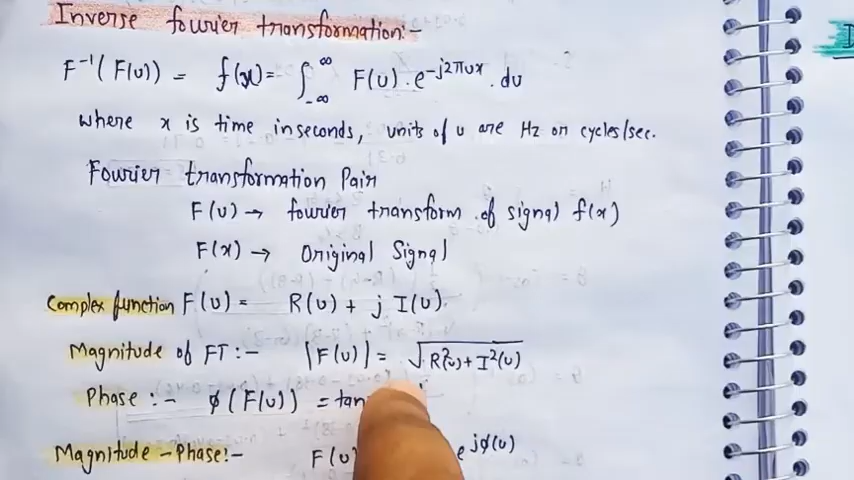 Inverse fourier transformation:-
F⁻¹(F(u)) = f(x) = ∫_{-∞}^{∞} F(u) . e^{-j2πux} . du
where x is time in seconds, units of u are Hz or cycles/sec.
Fourier transformation Pair
F(u) → fourier transform of signal f(x)
F(x) → Original Signal
Complex function F(u) = R(u) + j I(u).
Magnitude of FT:- |F(u)| = √R²(u) + I²(u)
Phase :- φ(F(u)) = tan
Magnitude - Phase:- F(u) e^{jφ(u)}